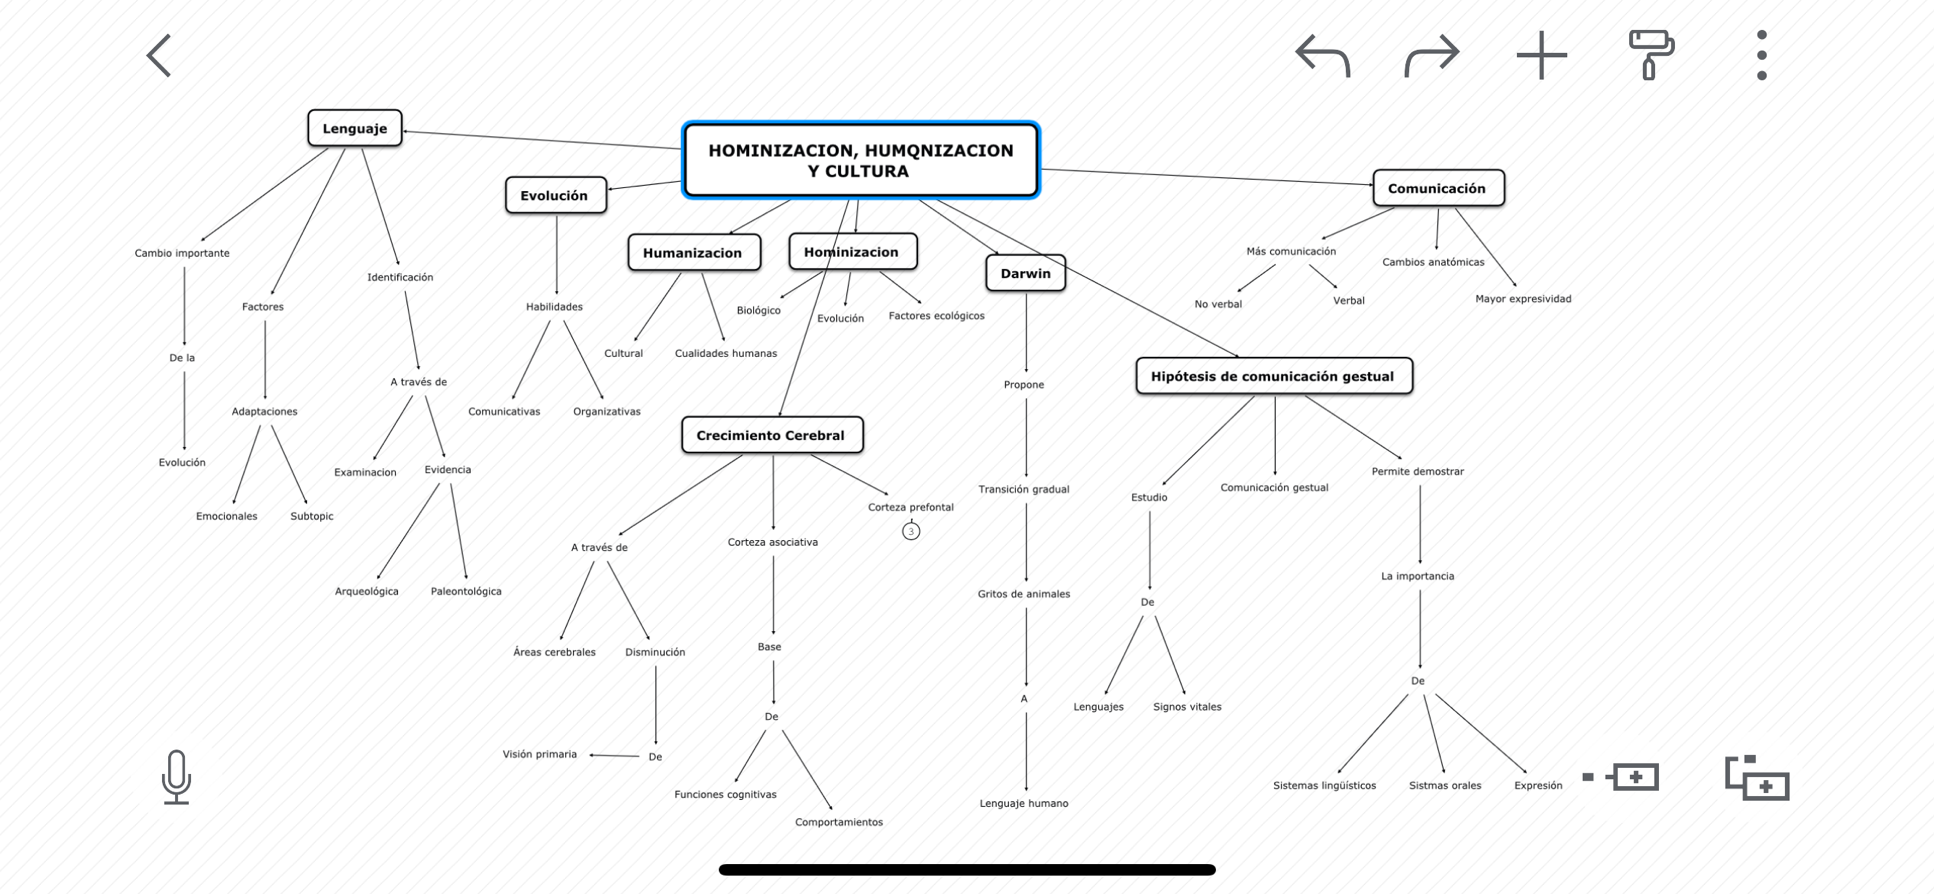 Lenguaje
HOMINIZACION, HUMQNIZACION
Y CULTURA
Evolución
Comunicación
Humanizacion
Hominizacion
Darwin
Cambio importante
Identificación
Factores
Habilidades
Biológico
Evolución
Factores ecológicos
Más comunicación
Cambios anatómicas
Mayor expresividad
No verbal
Verbal
Cultural
Cualidades humanas
De la
A través de
Propone
Hipótesis de comunicación gestual
Adaptaciones
Comunicativas
Organizativas
Crecimiento Cerebral
Evolución
Examinacion
Evidencia
Permite demostrar
Transición gradual
Comunicación gestual
Estudio
Corteza prefontal
3
Emocionales
Subtopic
Corteza asociativa
A través de
La importancia
Arqueológica
Paleontológica
Gritos de animales
De
Base
Áreas cerebrales
Disminución
De
A
Lenguajes
Signos vitales
De
Visión primaria
De
Sistemas lingüísticos
Sistmas orales
Expresión
Funciones cognitivas
Lenguaje humano
Comportamientos